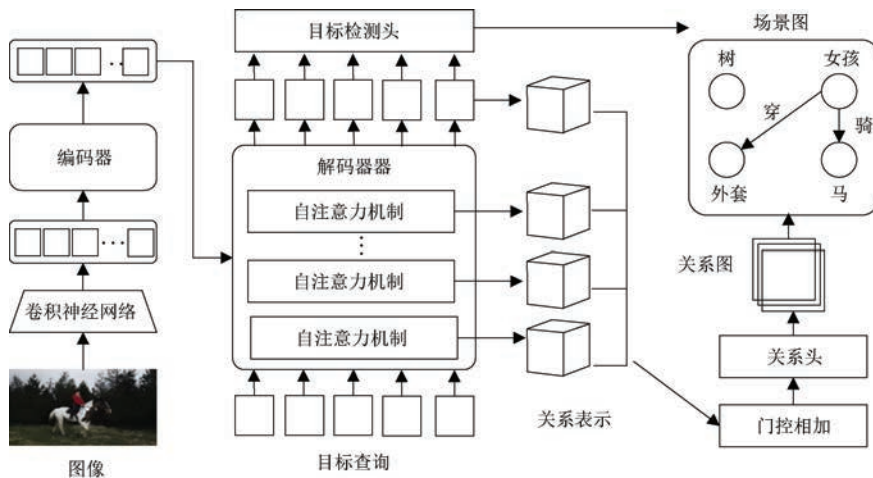 目标检测头
场景图
树
女孩
穿
骑
外套
马
编码器
解码器器
自注意力机制
自注意力机制
自注意力机制
卷积神经网络
关系图
关系头
门控相加
关系表示
图像
目标查询